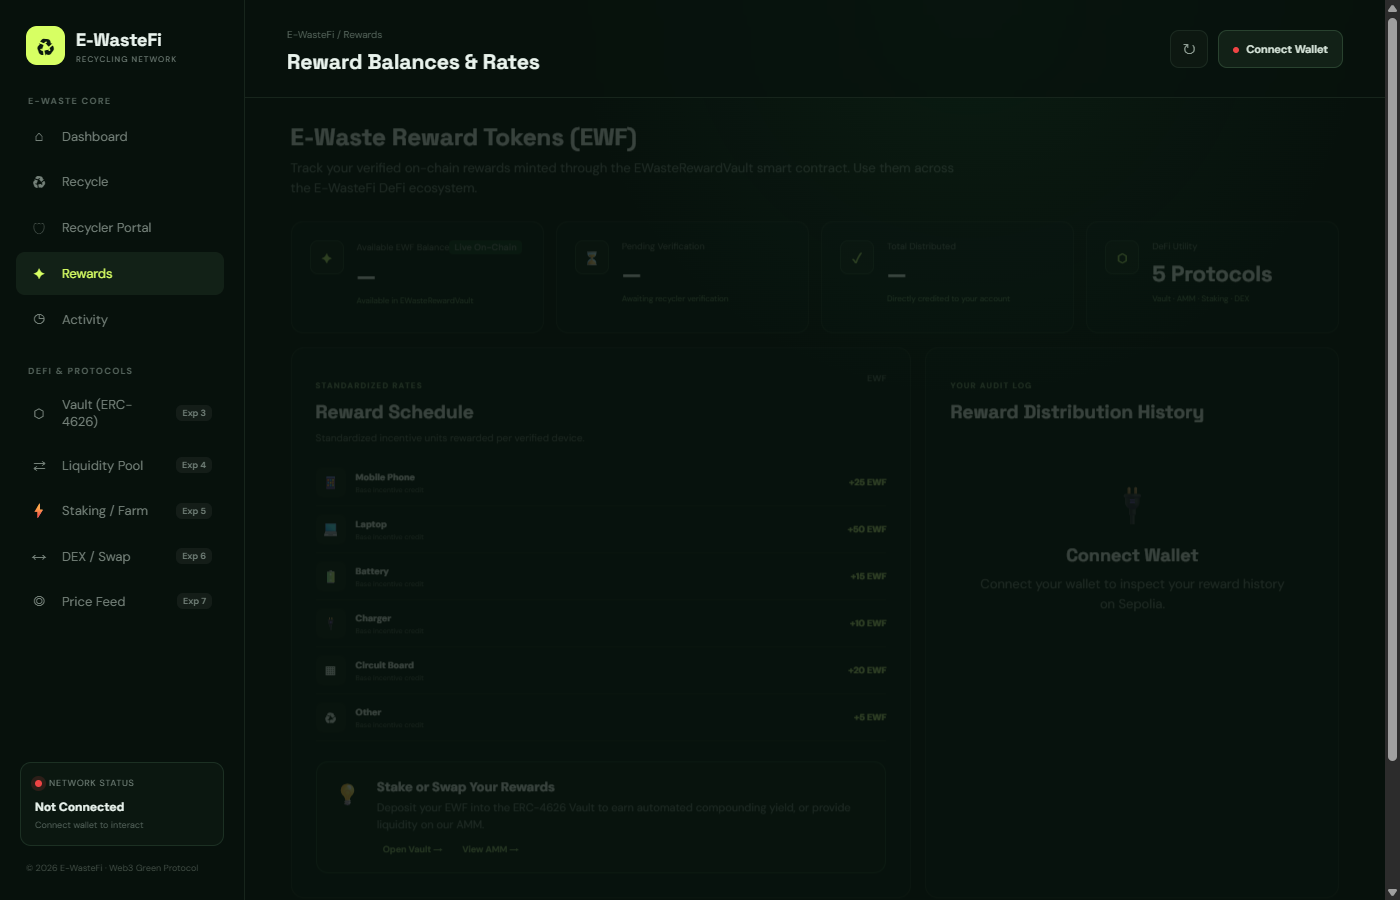 E-WasteFi
RECYCLING NETWORK
E-WASTE CORE
Dashboard
Recycle
Recycler Portal
Rewards
Activity
DEFI & PROTOCOLS
Vault (ERC-
4626)
Exp 3
Liquidity Pool
Exp 4
Staking / Farm
Exp 5
DEX / Swap
Exp 6
Price Feed
Exp 7
NETWORK STATUS
Not Connected
Connect wallet to interact
© 2026 E-WasteFi · Web3 Green Protocol
E-WasteFi / Rewards
Reward Balances & Rates
Connect Wallet
E-Waste Reward Tokens (EWF)
Track your verified on-chain rewards minted through the EWasteRewardVault smart contract. Use them across
the E-WasteFi DeFi ecosystem.
Available EWF Balance Live On-Chain
—
Available in EWasteRewardVault
Pending Verification
—
Awaiting recycler verification
Total Distributed
—
Directly credited to your account
DeFi Utility
5 Protocols
Vault · AMM · Staking · DEX
STANDARDIZED RATES
EWF
Reward Schedule
Standardized incentive units rewarded per verified device.
Mobile Phone
+25 EWF
Laptop
+50 EWF
Battery
+15 EWF
Charger
+10 EWF
Circuit Board
+20 EWF
Other
+5 EWF
Stake or Swap Your Rewards
Deposit your EWF into the ERC-4626 Vault to earn automated compounding yield, or provide
liquidity on our AMM.
Open Vault → View AMM →
YOUR AUDIT LOG
Reward Distribution History
Connect Wallet
Connect your wallet to inspect your reward history
on Sepolia.